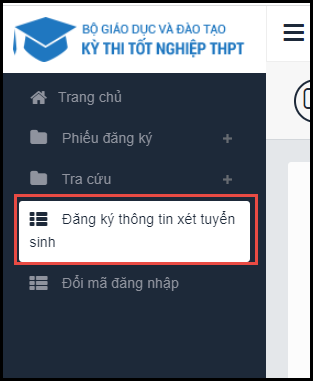 BỘ GIÁO DỤC VÀ ĐÀO TẠO
KỲ THI TỐT NGHIỆP THPT
Trang chủ
Phiếu đăng ký +
Tra cứu +
Đăng ký thông tin xét tuyển
sinh
Đổi mã đăng nhập